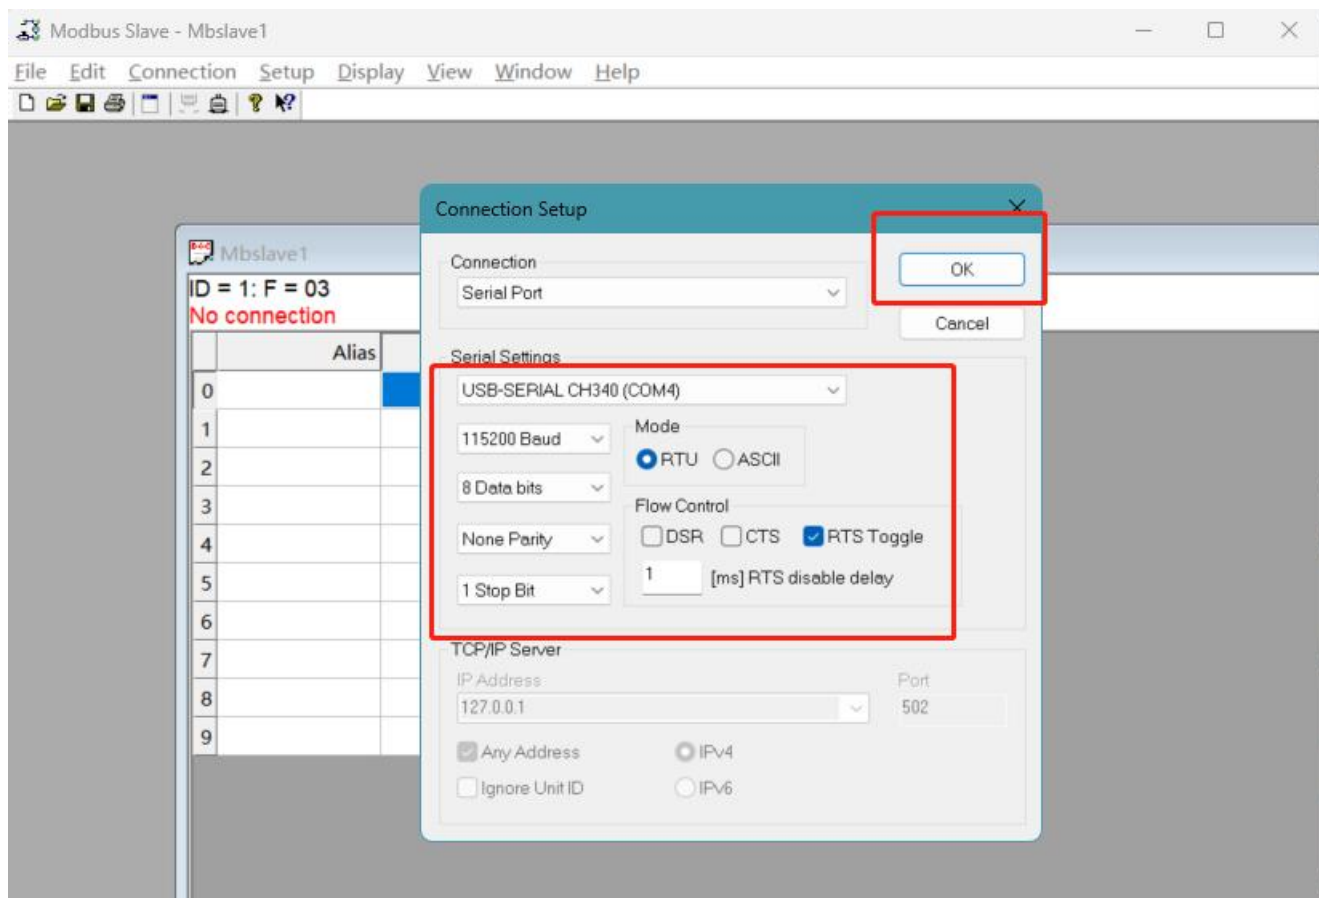 Modbus Slave - Mbslave1
File Edit Connection Setup Display View Window Help
Connection Setup
Mbslave1
ID = 1: F = 03
No connection
Alias
0
1
2
3
4
5
6
7
8
9
Connection
Serial Port
OK
Cancel
Serial Settings
USB-SERIAL CH340 (COM4)
115200 Baud
8 Data bits
None Parity
1 Stop Bit
Mode
RTU ASCII
Flow Control
DSR CTS RTS Toggle
1 [ms] RTS disable delay
TCP/IP Server
IP Address Port
127.0.0.1 502
Any Address IPv4
Ignore Unit ID IPv6